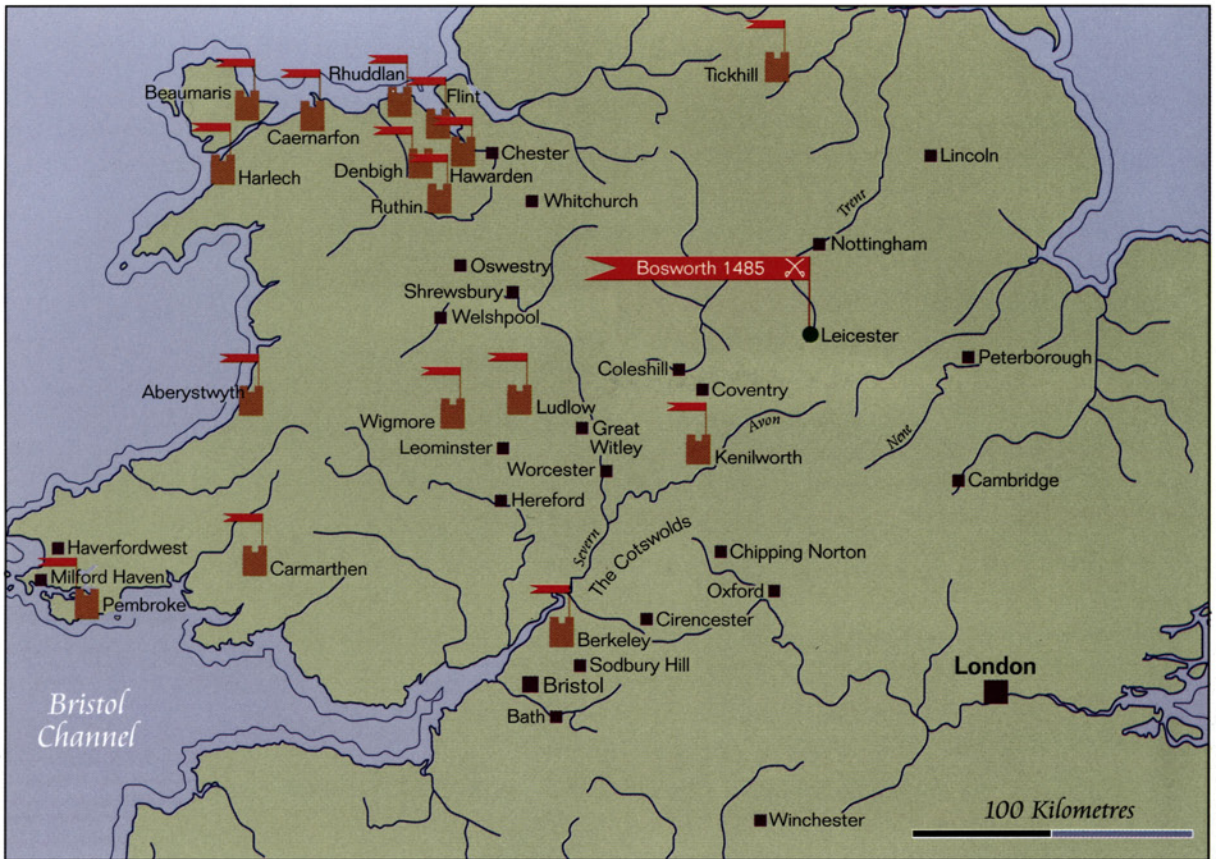 Tickhill
Rhuddlan
Beaumaris
Flint
Caernarfon
Chester
Lincoln
Harlech
Denbigh
Hawarden
Ruthin
Whitchurch
Trent
Nottingham
Oswestry
Bosworth 1485
Shrewsbury
Welshpool
Leicester
Peterborough
Coleshill
Coventry
Aberystwyth
Wigmore
Ludlow
Great
Witley
Avon
Nent
Leominster
Kenilworth
Worcester
Cambridge
Hereford
Severn
The Cotswolds
Haverfordwest
Chipping Norton
Milford Haven
Carmarthen
Pembroke
Oxford
Cirencester
Berkeley
Sodbury Hill
London
Bristol
Bristol
Channel
Bath
100 Kilometres
Winchester